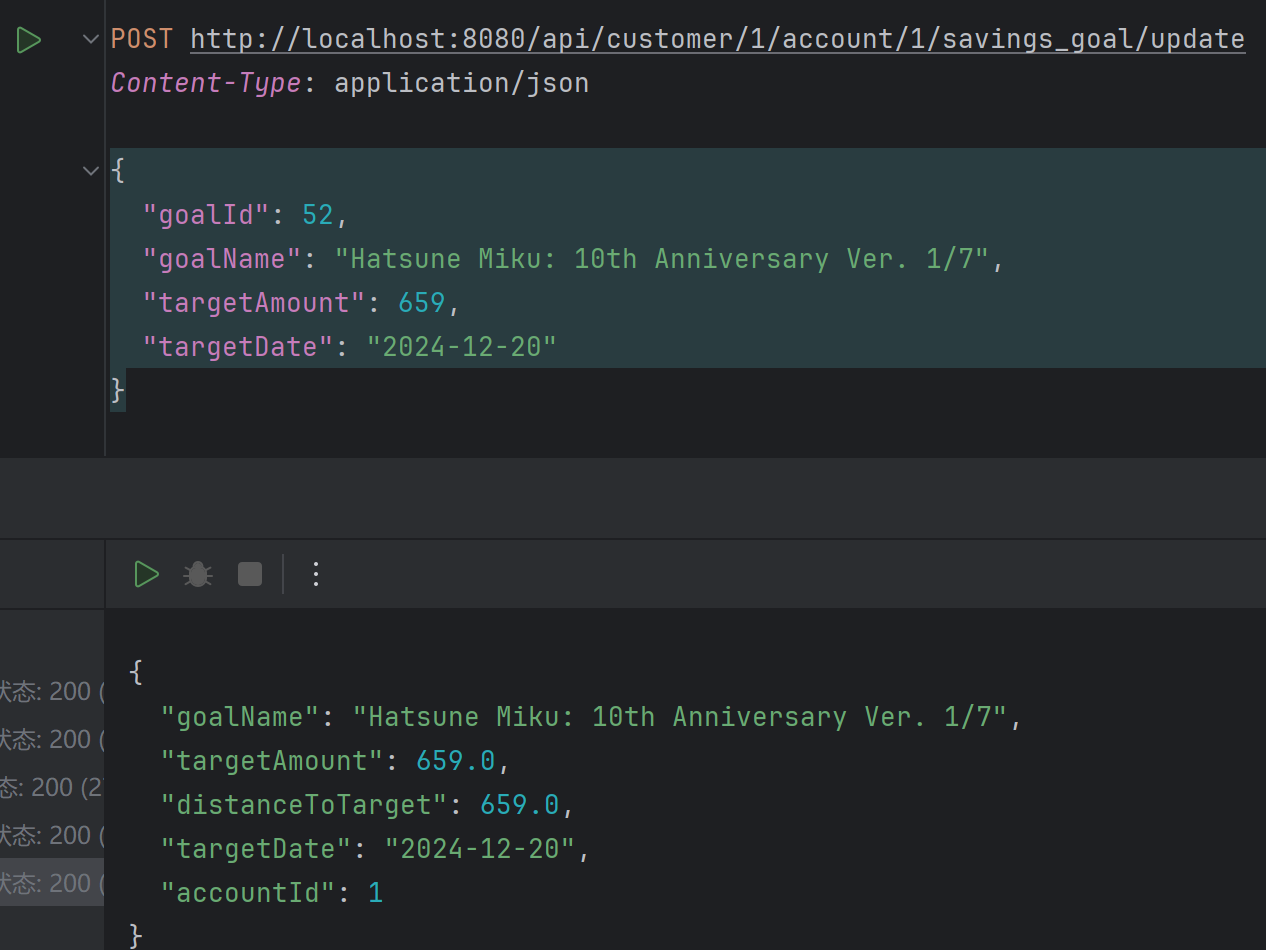 POST http://localhost:8080/api/customer/1/account/1/savings_goal/update
Content-Type: application/json
{
"goalId": 52,
"goalName": "Hatsune Miku: 10th Anniversary Ver. 1/7",
"targetAmount": 659,
"targetDate": "2024-12-20"
}
{
"goalName": "Hatsune Miku: 10th Anniversary Ver. 1/7",
"targetAmount": 659.0,
"distanceToTarget": 659.0,
"targetDate": "2024-12-20",
"accountId": 1
}
状态: 200 (
状态: 200 (
态: 200 (2
状态: 200 (
状态: 200 (